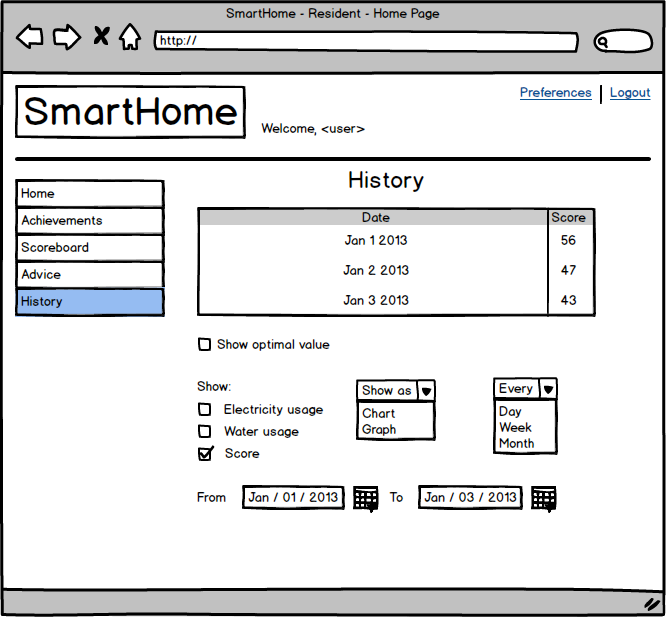 SmartHome - Resident - Home Page
http://
Preferences
Logout
SmartHome
Welcome, <user>
Home
Achievements
Scoreboard
Advice
History
History
Date Score
Jan 1 2013 56
Jan 2 2013 47
Jan 3 2013 43
Show optimal value
Show:
Electricity usage
Water usage
Score
Show as
Chart
Graph
Every
Day
Week
Month
From Jan / 01 / 2013 To Jan / 03 / 2013